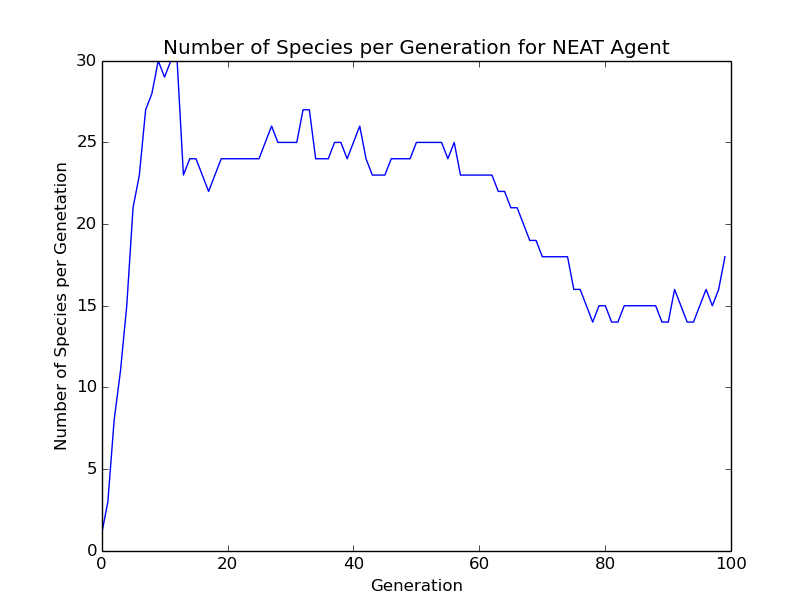 Number of Species per Generation for NEAT Agent
30
25
20
15
10
5
0
Number of Species per Genetation
0 20 40 60 80 100
Generation